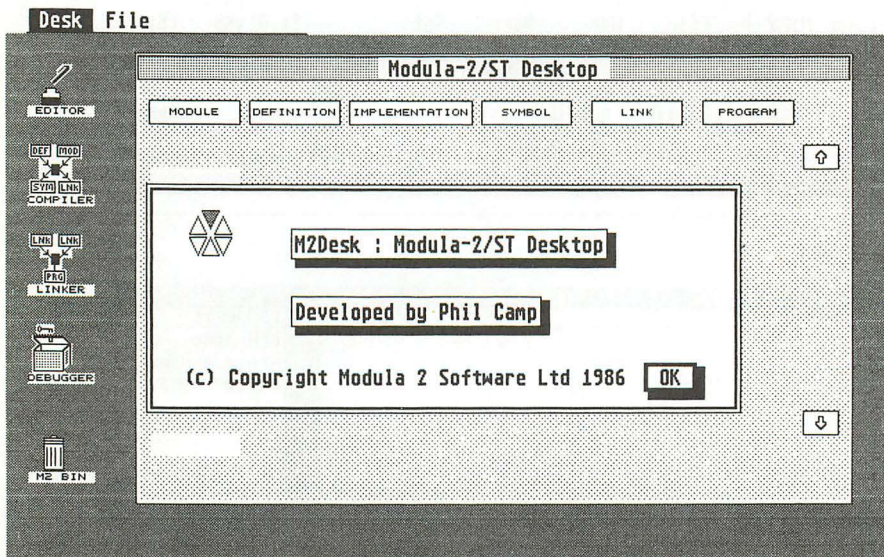 Desk File
Modula-2/ST Desktop
EDITOR
MODULE DEFINITION IMPLEMENTATION SYMBOL LINK PROGRAM
DEF MOD
SYM LNK
COMPILER
M2Desk : Modula-2/ST Desktop
LNK LNK
PRG
LINKER
Developed by Phil Camp
DEBUGGER
(c) Copyright Modula 2 Software Ltd 1986 OK
M2 BIN